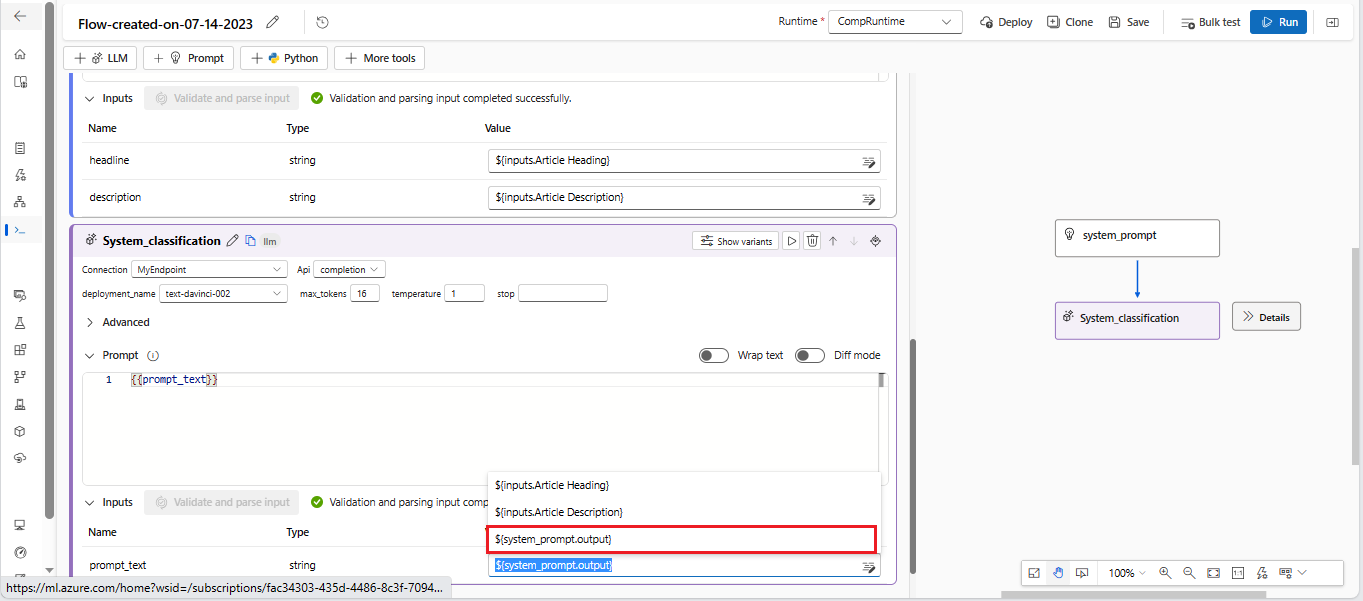 Flow-created-on-07-14-2023
Runtime * CompRuntime Deploy Clone Save Bulk test Run
LLM Prompt Python More tools
Inputs Validate and parse input Validation and parsing input completed successfully.
Name Type Value
headline string ${inputs.Article Heading}
description string ${inputs.Article Description}
System_classification llm Show variants
Connection MyEndpoint Api completion
deployment_name text-davinci-002 max_tokens 16 temperature 1 stop
Advanced
Prompt Wrap text Diff mode
1 {{prompt_text}}
${inputs.Article Heading}
Inputs Validate and parse input Validation and parsing input comp
${inputs.Article Description}
Name Type
${system_prompt.output}
prompt_text string ${system_prompt.output}
https://ml.azure.com/home?wsid=/subscriptions/fac34303-435d-4486-8c3f-7094...
system_prompt
System_classification Details
100% 1:1